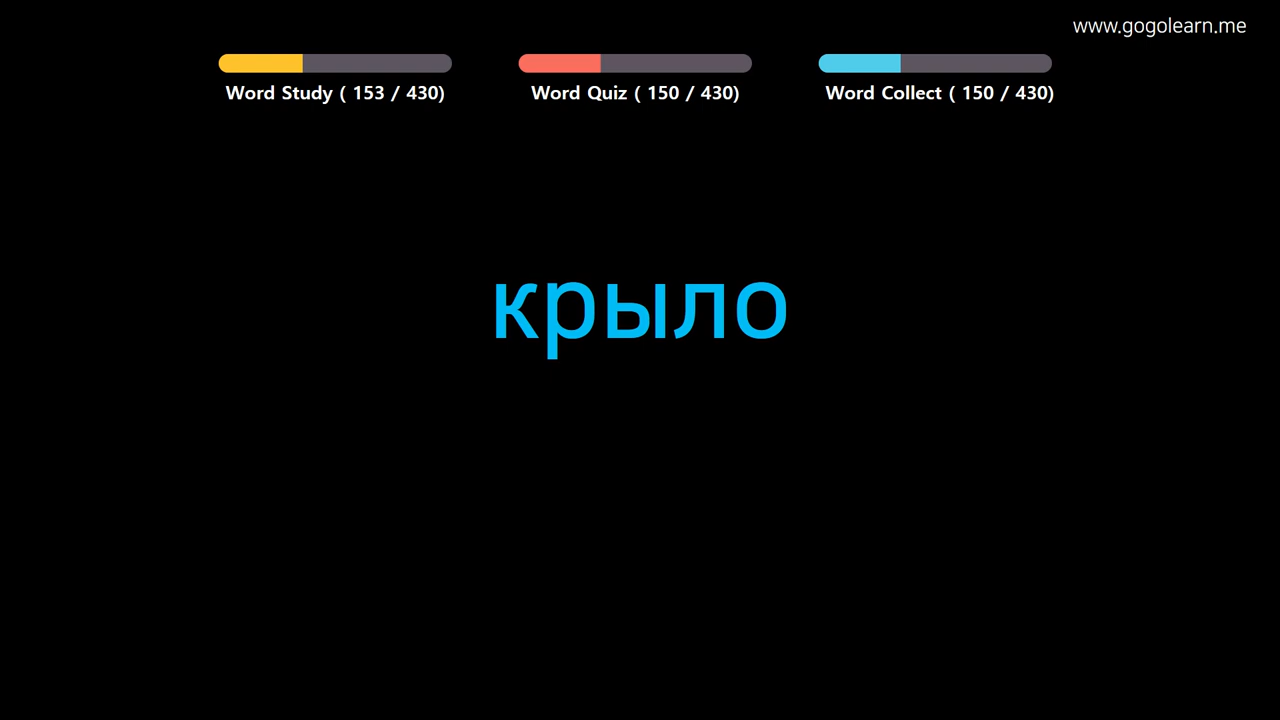 www.gogolearn.me
Word Study ( 153 / 430)
Word Quiz ( 150 / 430)
Word Collect ( 150 / 430)
крыло